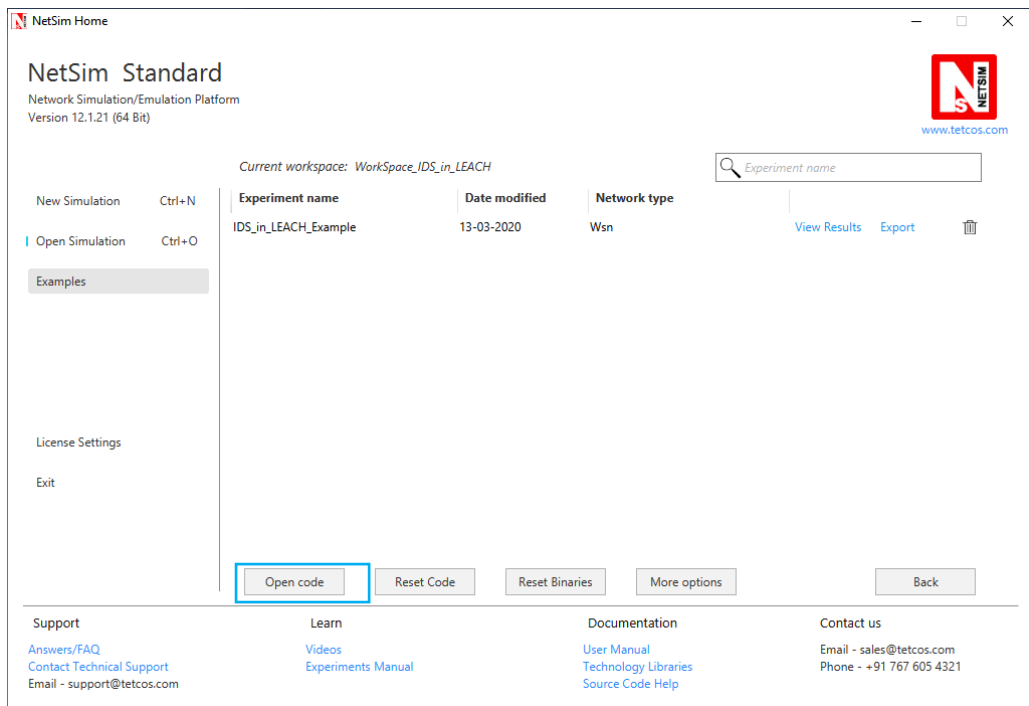 NetSim Home
NetSim Standard
Network Simulation/Emulation Platform
Version 12.1.21 (64 Bit)
NS NETSIM
www.tetcos.com
Current workspace: WorkSpace_IDS_in_LEACH
Experiment name
New Simulation Ctrl+N
Open Simulation Ctrl+O
Examples
License Settings
Exit
Experiment name Date modified Network type
IDS_in_LEACH_Example 13-03-2020 Wsn View Results Export
Open code Reset Code Reset Binaries More options Back
Support
Answers/FAQ
Contact Technical Support
Email - support@tetcos.com
Learn
Videos
Experiments Manual
Documentation
User Manual
Technology Libraries
Source Code Help
Contact us
Email - sales@tetcos.com
Phone - +91 767 605 4321